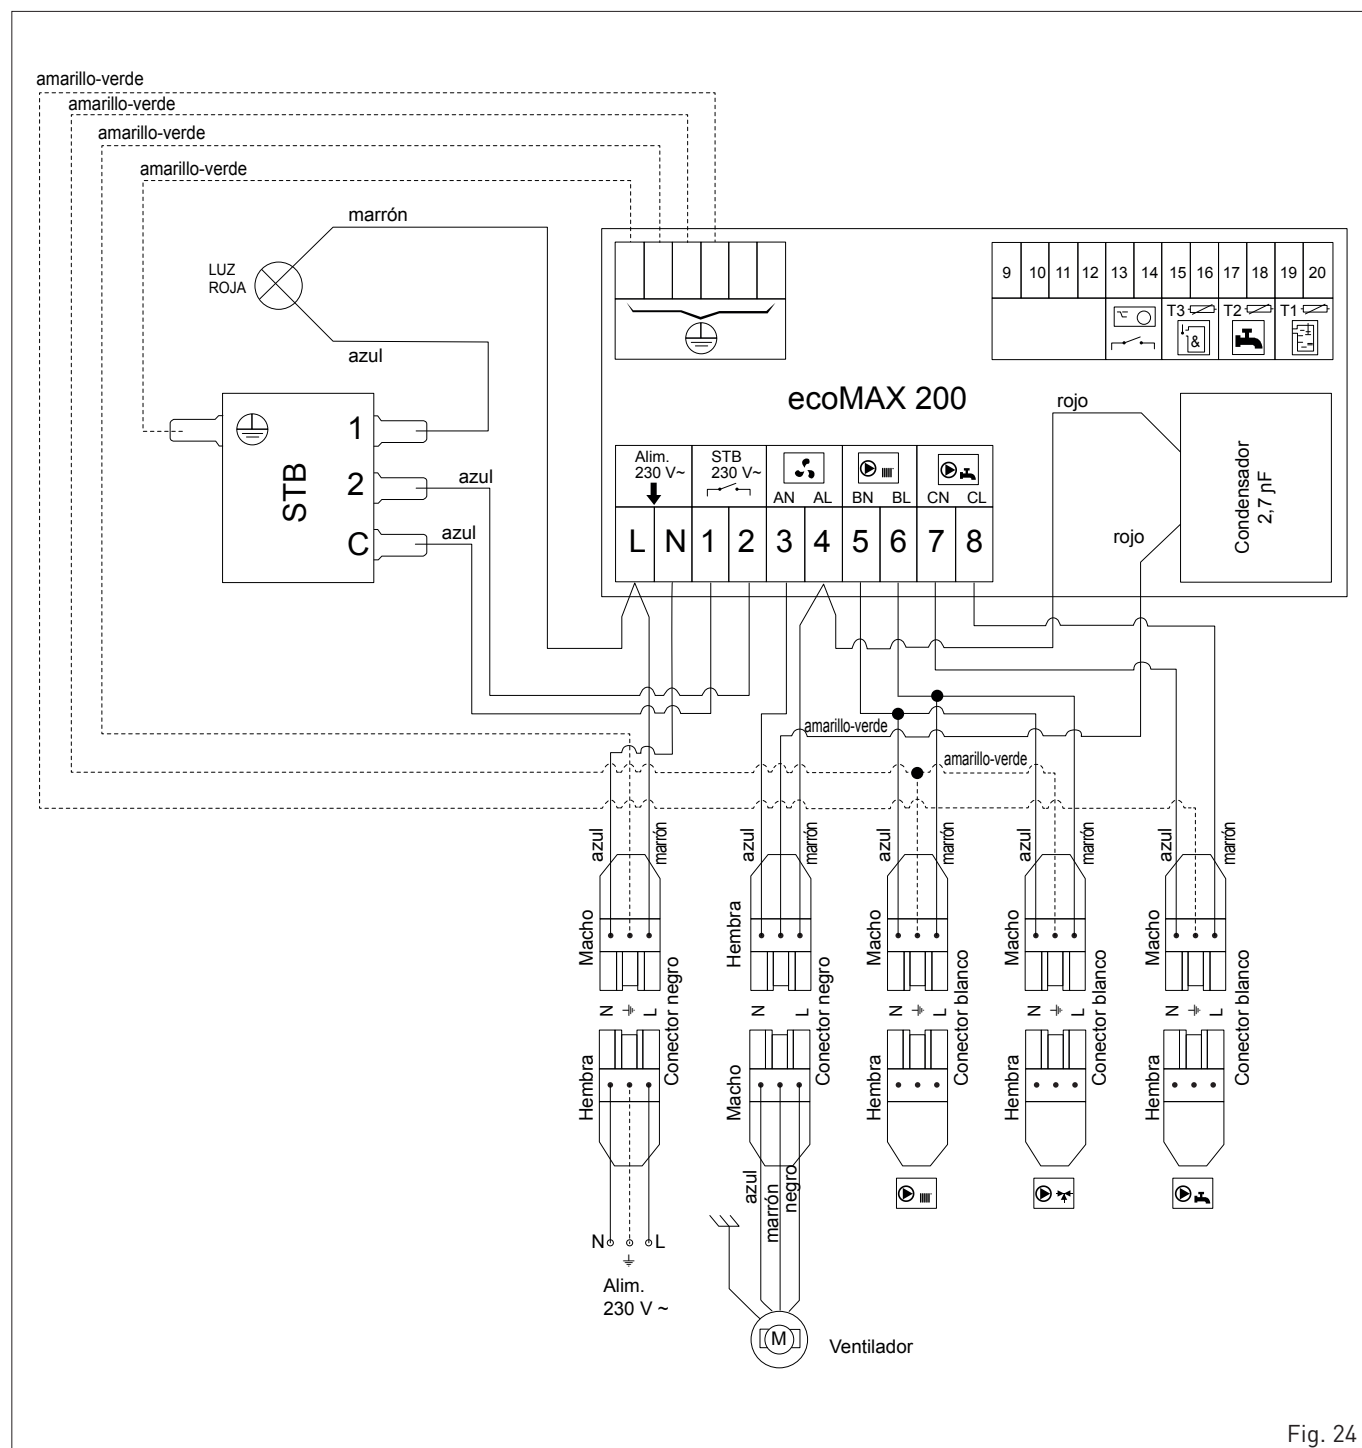 amarillo-verde
amarillo-verde
amarillo-verde
amarillo-verde
marrón
LUZ
ROJA
azul
9 10 11 12 13 14 15 16 17 18 19 20
T3 T2 T1
&
ecoMAX 200
rojo
rojo
Condensador
2,7 µF
STB
1
2
C
azul
azul
Alim.
230 V~
STB
230 V~
AN AL BN BL CN CL
L N 1 2 3 4 5 6 7 8
amarillo-verde
amarillo-verde
azul marrón azul marrón azul marrón azul marrón azul marrón
Macho Hembra Macho Macho Macho
N L N L N L N L N L
Conector negro Conector negro Conector blanco Conector blanco Conector blanco
Hembra Macho Hembra Hembra Hembra
azul
marrón
negro
N L
Alim.
230 V ~
M
Ventilador
Fig. 24